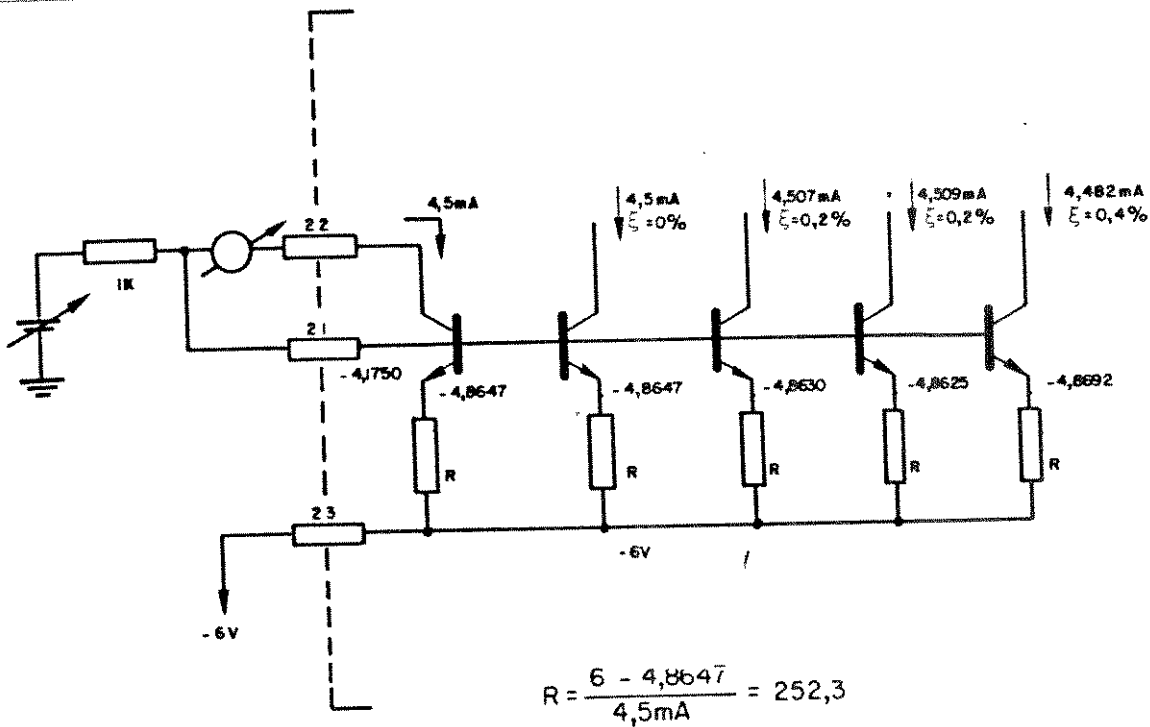 4,5mA
4,5mA
ξ=0%
4,507mA
ξ=0,2%
4,509mA
ξ=0,2%
4,482mA
ξ=0,4%
22
1K
21
-4,1750
-4,8647
-4,8647
-4,8630
-4,8625
-4,8692
R
R
R
R
R
23
-6V
-6V
R = 6 - 4,8647 / 4,5mA = 252,3